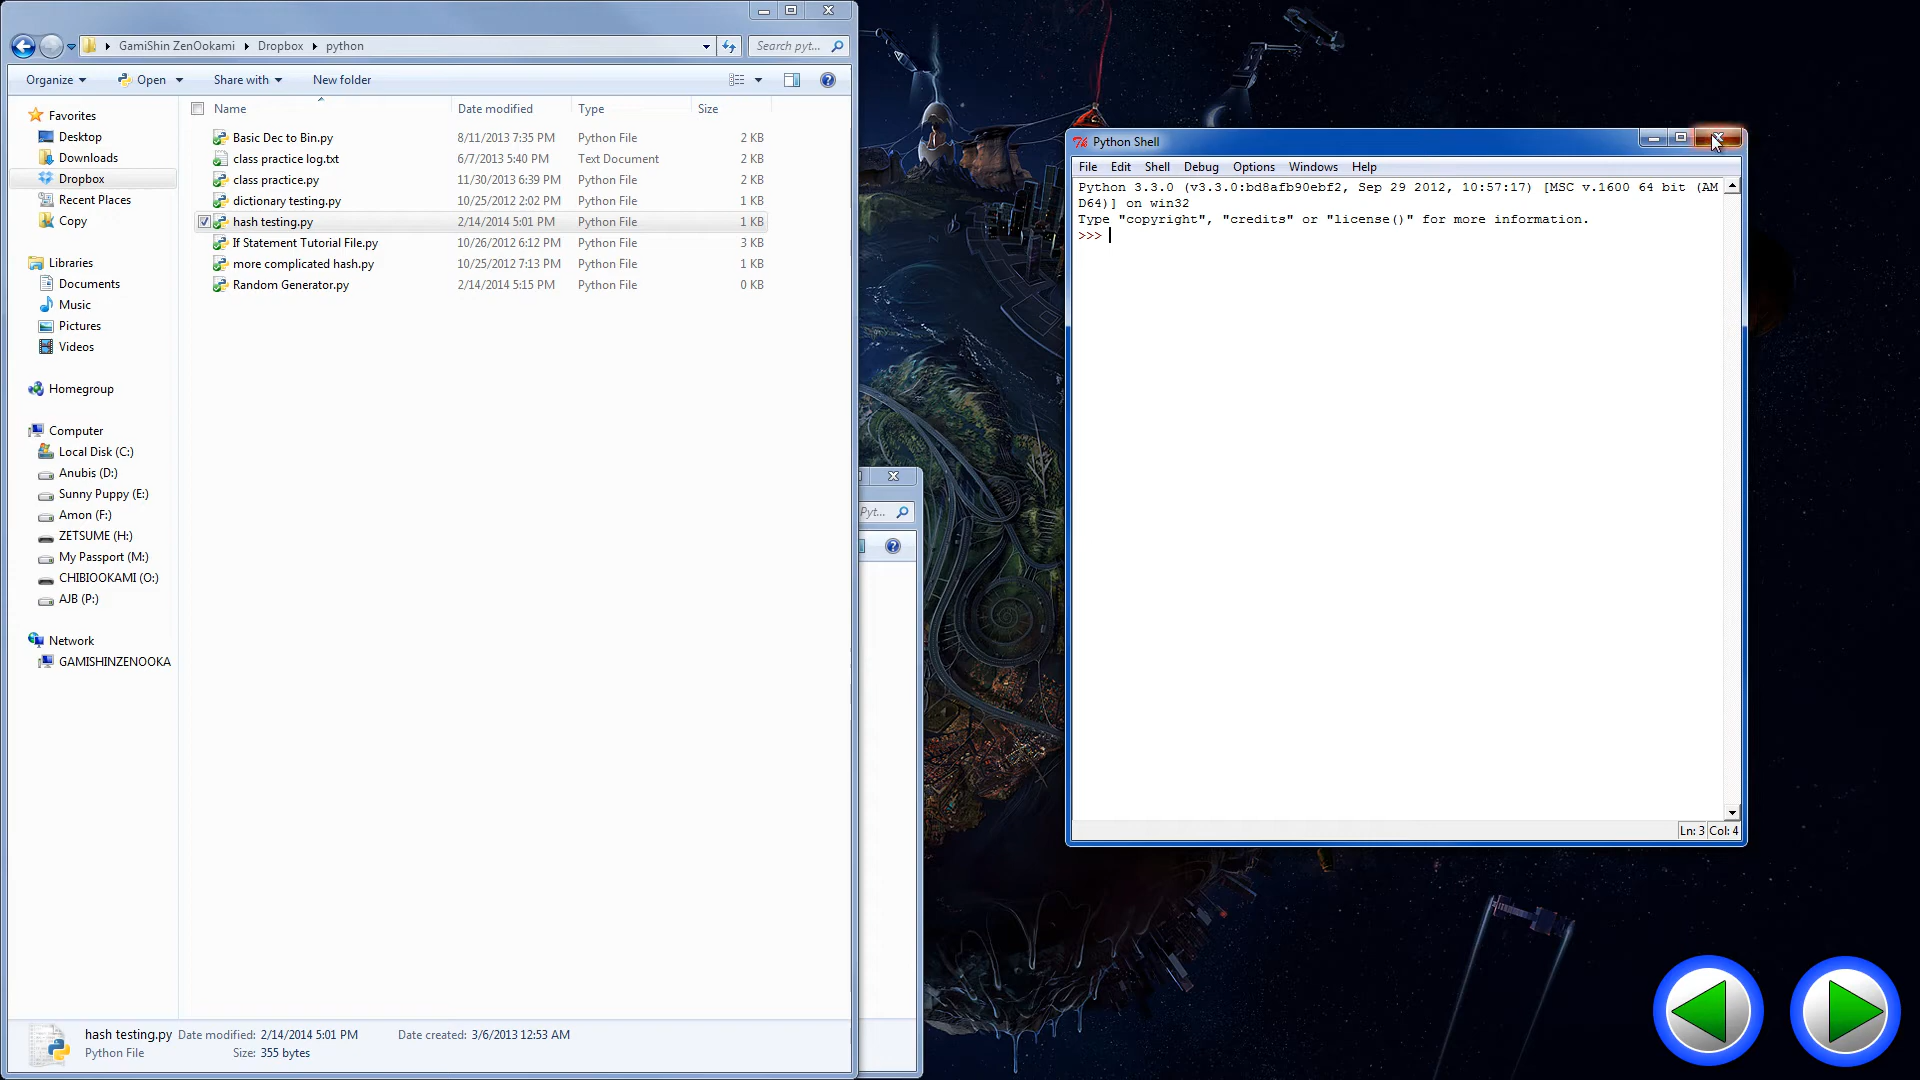 GamiShin ZenOokami Dropbox python
Search pyt...
Organize Open Share with New folder
Name Date modified Type Size
Favorites
Desktop
Downloads
Dropbox
Recent Places
Copy
Libraries
Documents
Music
Pictures
Videos
Homegroup
Computer
Local Disk (C:)
Anubis (D:)
Sunny Puppy (E:)
Amon (F:)
ZETSUME (H:)
My Passport (M:)
CHIBIOOKAMI (O:)
AJB (P:)
Network
GAMISHINZENOOKA
Basic Dec to Bin.py 8/11/2013 7:35 PM Python File 2 KB
class practice log.txt 6/7/2013 5:40 PM Text Document 2 KB
class practice.py 11/30/2013 6:39 PM Python File 2 KB
dictionary testing.py 10/25/2012 2:02 PM Python File 1 KB
hash testing.py 2/14/2014 5:01 PM Python File 1 KB
If Statement Tutorial File.py 10/26/2012 6:12 PM Python File 3 KB
more complicated hash.py 10/25/2012 7:13 PM Python File 1 KB
Random Generator.py 2/14/2014 5:15 PM Python File 0 KB
hash testing.py Date modified: 2/14/2014 5:01 PM Date created: 3/6/2013 12:53 AM
Python File Size: 355 bytes
Pyt...
Python Shell
File Edit Shell Debug Options Windows Help
Python 3.3.0 (v3.3.0:bd8afb90ebf2, Sep 29 2012, 10:57:17) [MSC v.1600 64 bit (AM
D64)] on win32
Type "copyright", "credits" or "license()" for more information.
>>>
Ln: 3 Col: 4